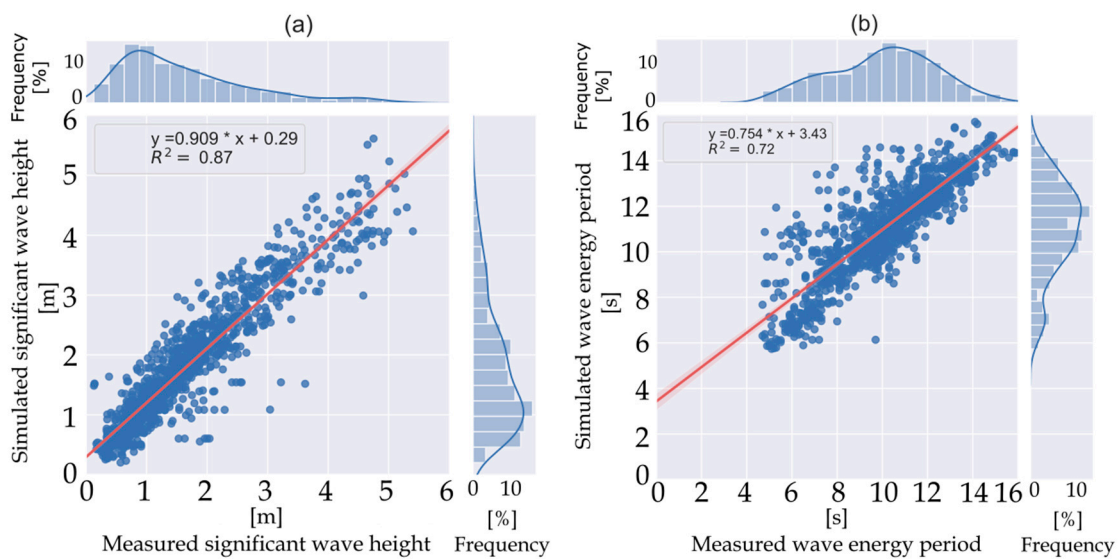 (a)
Frequency
[%]
10
0
6
5
4
3
2
1
0
y =0.909 * x + 0.29
R² = 0.87
Simulated significant wave height
[m]
0 1 2 3 4 5 6
[m]
Measured significant wave height
0 10
[%]
Frequency
(b)
Frequency
[%]
10
0
16
14
12
10
8
6
4
2
0
y =0.754 * x + 3.43
R² = 0.72
Simulated wave energy period
[s]
0 2 4 6 8 10 12 14 16
[s]
Measured wave energy period
0 10
[%]
Frequency